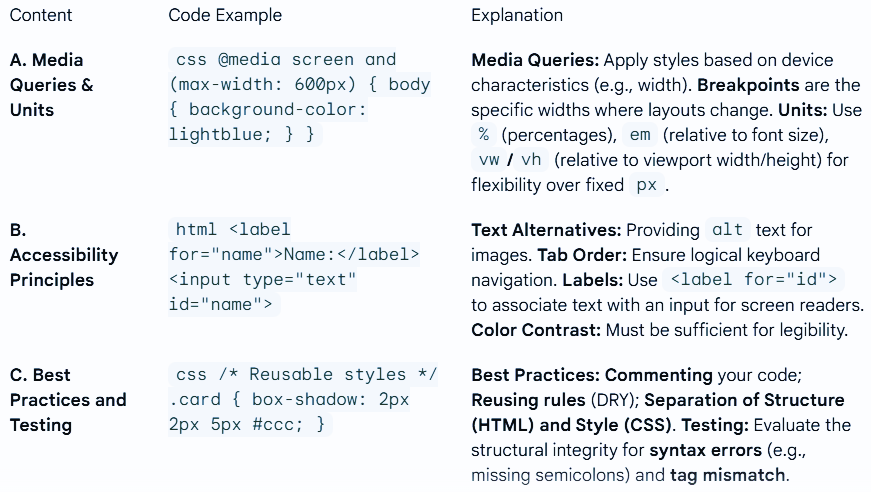 Content Code Example Explanation
A. Media
Queries &
Units
css @media screen and
(max-width: 600px) { body
{ background-color:
lightblue; } }
Media Queries: Apply styles based on device
characteristics (e.g., width). Breakpoints are the
specific widths where layouts change. Units: Use
% (percentages), em (relative to font size),
vw / vh (relative to viewport width/height) for
flexibility over fixed px .
B.
Accessibility
Principles
html <label
for="name">Name:</label>
<input type="text"
id="name">
Text Alternatives: Providing alt text for
images. Tab Order: Ensure logical keyboard
navigation. Labels: Use <label for="id">
to associate text with an input for screen readers.
Color Contrast: Must be sufficient for legibility.
C. Best
Practices and
Testing
css /* Reusable styles */
.card { box-shadow: 2px
2px 5px #ccc; }
Best Practices: Commenting your code;
Reusing rules (DRY); Separation of Structure
(HTML) and Style (CSS). Testing: Evaluate the
structural integrity for syntax errors (e.g.,
missing semicolons) and tag mismatch.